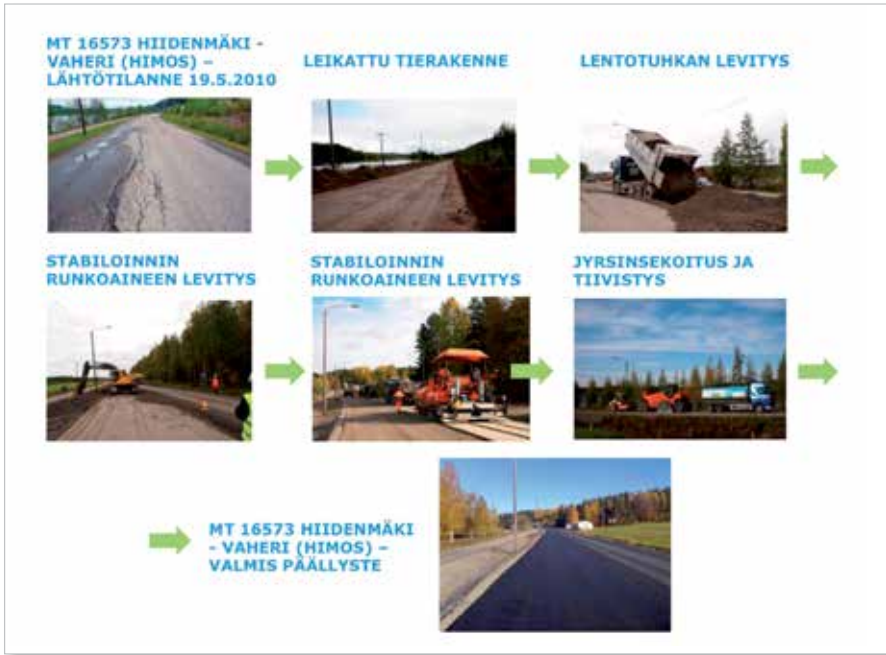 MT 16573 HIIDENMÄKI -
VAHERI (HIMOS) –
LÄHTÖTILANNE 19.5.2010
LEIKATTU TIERAKENNE
LENTOTUHKAN LEVITYS
STABILOINNIN
RUNKOAINEEN LEVITYS
STABILOINNIN
RUNKOAINEEN LEVITYS
JYRSINSEKOITUS JA
TIIVISTYS
MT 16573 HIIDENMÄKI
- VAHERI (HIMOS) –
VALMIS PÄÄLLYSTE